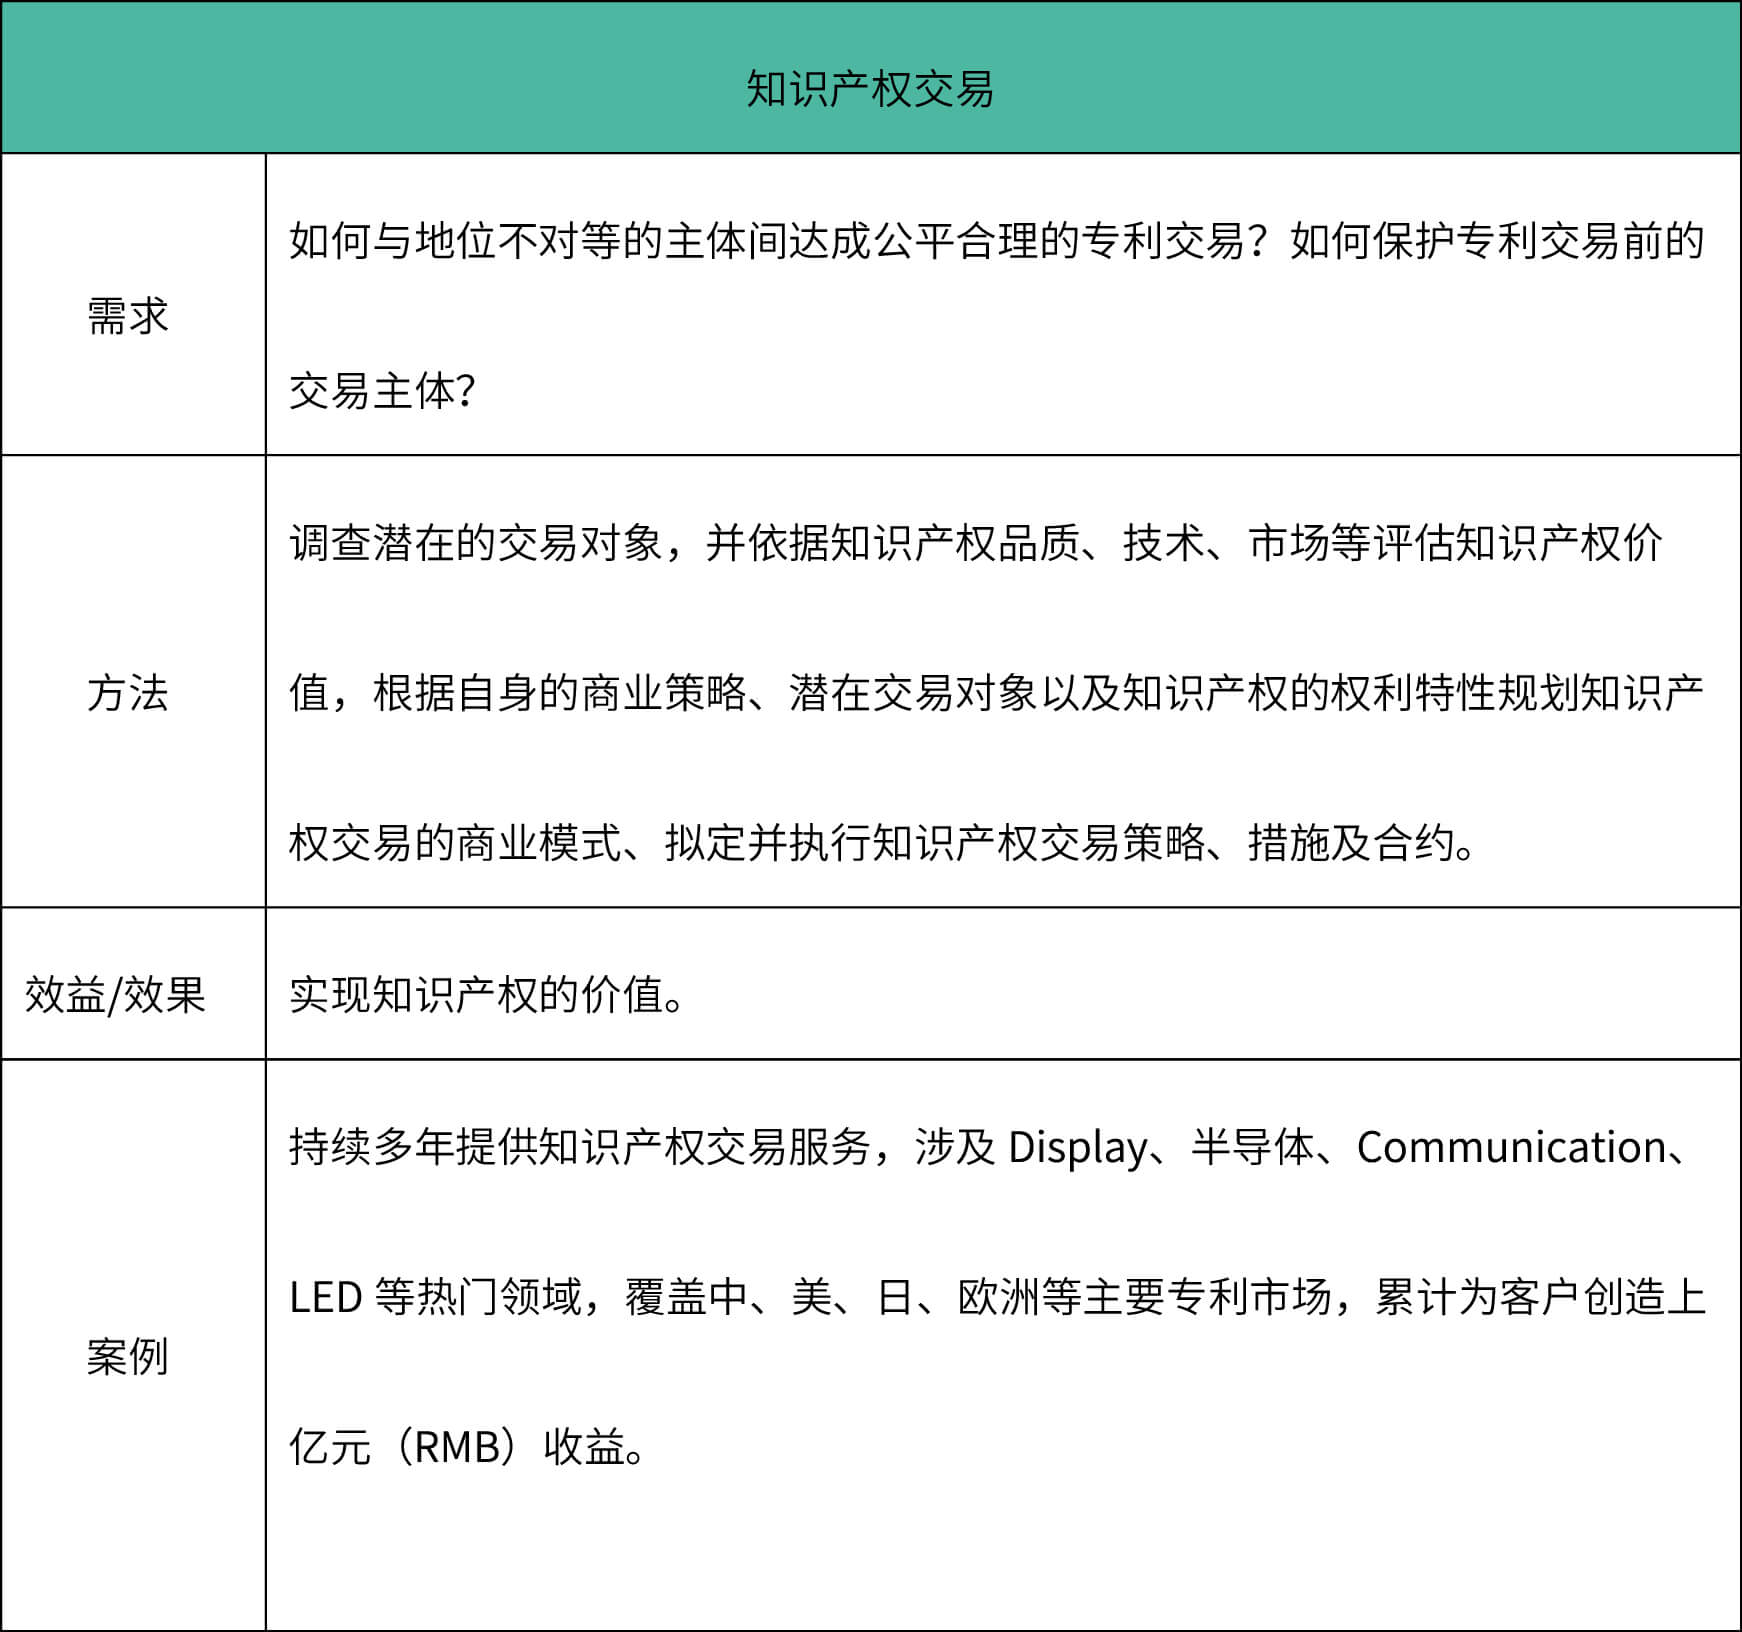 知识产权交易
需求
如何与地位不对等的主体间达成公平合理的专利交易？如何保护专利交易前的
交易主体？
方法
调查潜在的交易对象，并依据知识产权品质、技术、市场等评估知识产权价
值，根据自身的商业策略、潜在交易对象以及知识产权的权利特性规划知识产
权交易的商业模式、拟定并执行知识产权交易策略、措施及合约。
效益/效果
实现知识产权的价值。
案例
持续多年提供知识产权交易服务，涉及 Display、半导体、Communication、
LED 等热门领域，覆盖中、美、日、欧洲等主要专利市场，累计为客户创造上
亿元（RMB）收益。